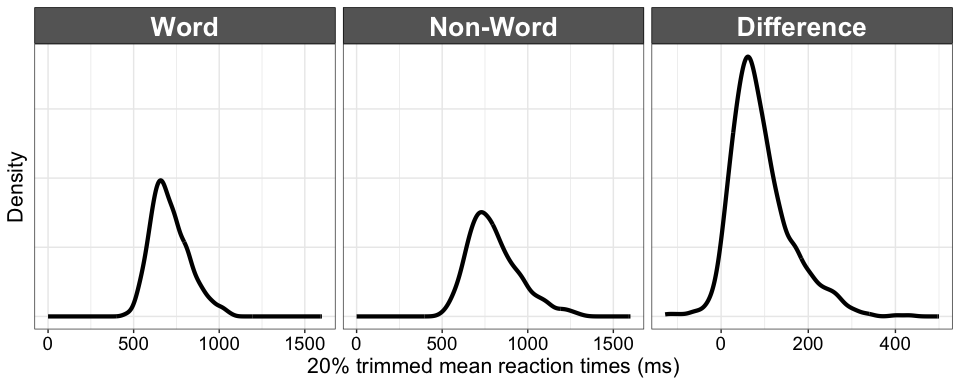 Word
Non-Word
Difference
Density
0 500 1000 1500
0 500 1000 1500
0 200 400
20% trimmed mean reaction times (ms)